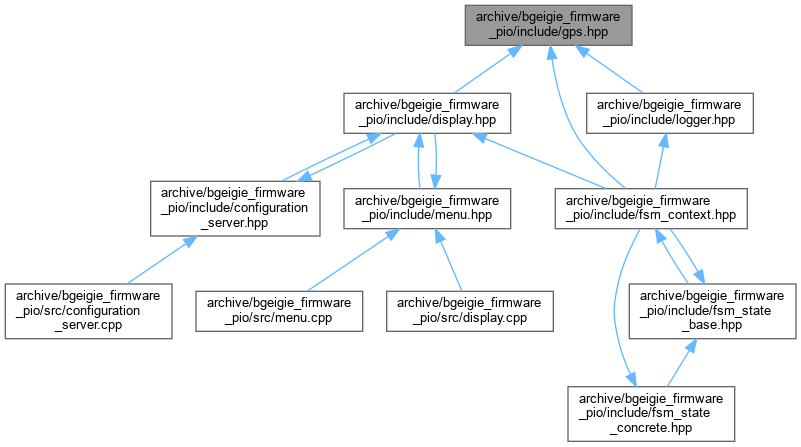 archive/bgeigie_firmware
_pio/include/gps.hpp
archive/bgeigie_firmware
_pio/include/display.hpp
archive/bgeigie_firmware
_pio/include/logger.hpp
archive/bgeigie_firmware
_pio/include/configuration
_server.hpp
archive/bgeigie_firmware
_pio/include/menu.hpp
archive/bgeigie_firmware
_pio/include/fsm_context.hpp
archive/bgeigie_firmware
_pio/src/configuration
_server.cpp
archive/bgeigie_firmware
_pio/src/menu.cpp
archive/bgeigie_firmware
_pio/src/display.cpp
archive/bgeigie_firmware
_pio/include/fsm_state
_base.hpp
archive/bgeigie_firmware
_pio/include/fsm_state
_concrete.hpp